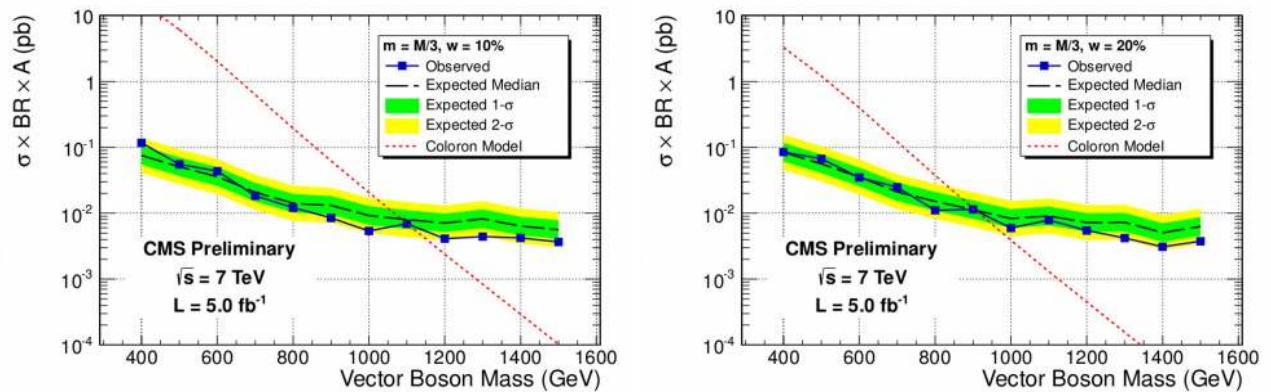 σ × BR × A (pb)
10
1
10⁻¹
10⁻²
10⁻³
10⁻⁴
m = M/3, w = 10%
Observed
Expected Median
Expected 1-σ
Expected 2-σ
Coloron Model
CMS Preliminary
√s = 7 TeV
L = 5.0 fb⁻¹
400 600 800 1000 1200 1400 1600
Vector Boson Mass (GeV)
σ × BR × A (pb)
10
1
10⁻¹
10⁻²
10⁻³
10⁻⁴
m = M/3, w = 20%
Observed
Expected Median
Expected 1-σ
Expected 2-σ
Coloron Model
CMS Preliminary
√s = 7 TeV
L = 5.0 fb⁻¹
400 600 800 1000 1200 1400 1600
Vector Boson Mass (GeV)